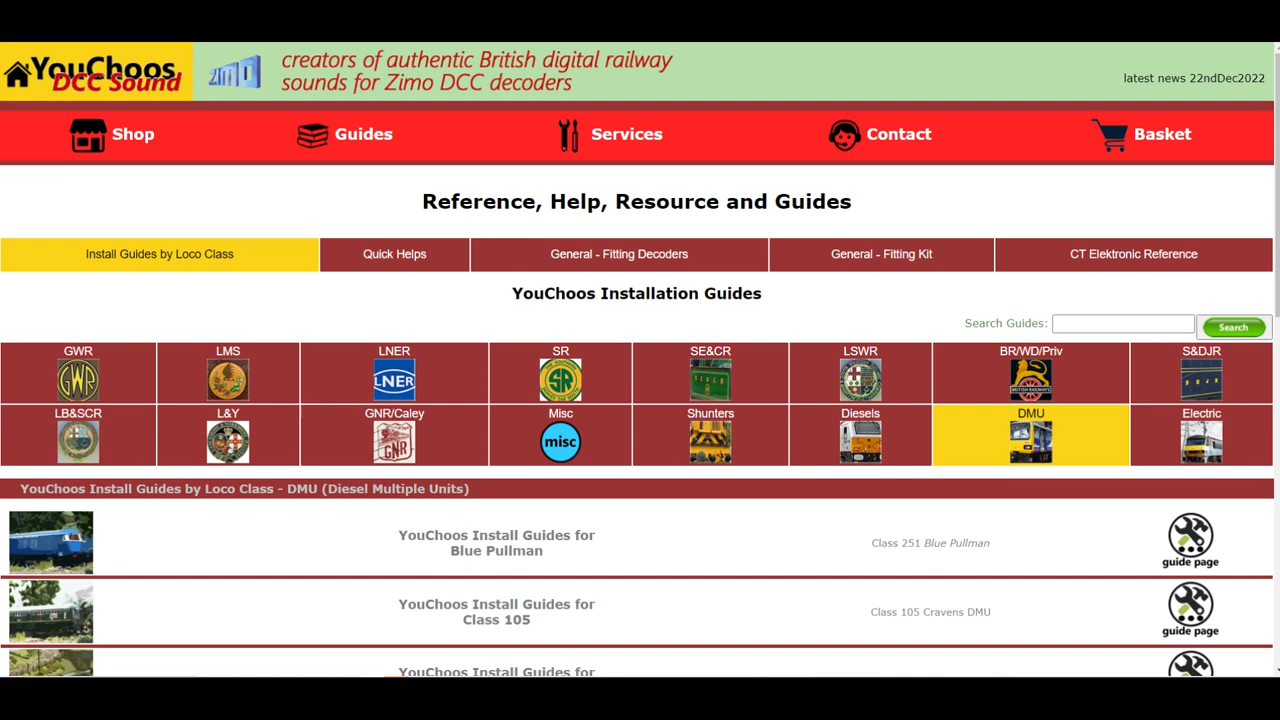 YouChoos
DCC Sound
ZIMO
creators of authentic British digital railway
sounds for Zimo DCC decoders
latest news 22ndDec2022
Shop
Guides
Services
Contact
Basket
Reference, Help, Resource and Guides
Install Guides by Loco Class
Quick Helps
General - Fitting Decoders
General - Fitting Kit
CT Elektronic Reference
YouChoos Installation Guides
Search Guides:
Search
GWR
LMS
LNER
SR
SE&CR
LSWR
BR/WD/Priv
S&DJR
GWR
LNER
SR
LB&SCR
L&Y
GNR/Caley
Misc
Shunters
Diesels
DMU
Electric
GNR
misc
YouChoos Install Guides by Loco Class - DMU (Diesel Multiple Units)
YouChoos Install Guides for
Blue Pullman
Class 251 Blue Pullman
guide page
YouChoos Install Guides for
Class 105
Class 105 Cravens DMU
guide page
YouChoos Install Guides for